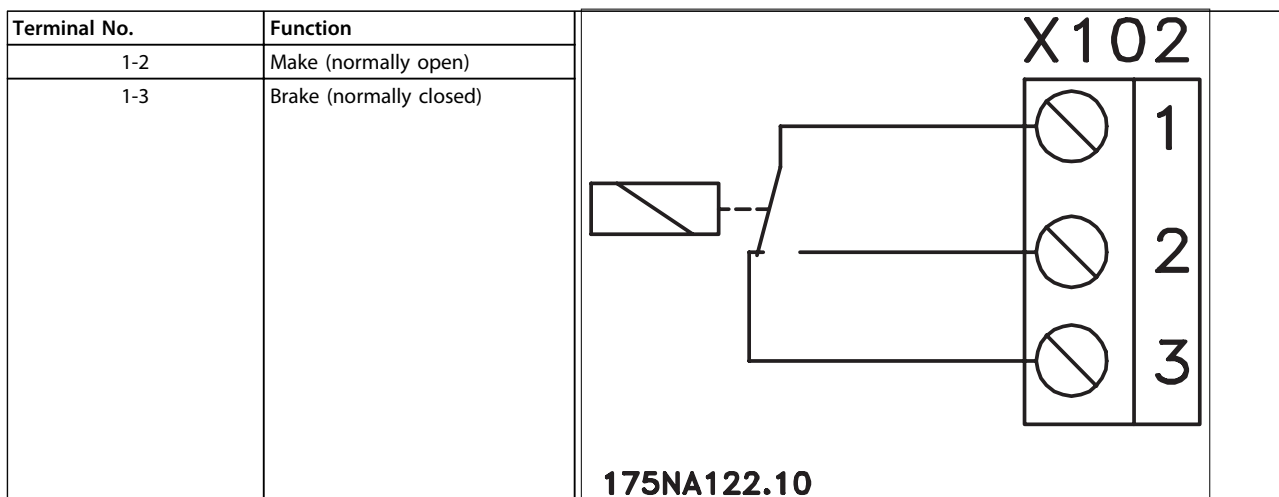 Terminal No. Function
1-2 Make (normally open)
1-3 Brake (normally closed)
X102
1
2
3
175NA122.10